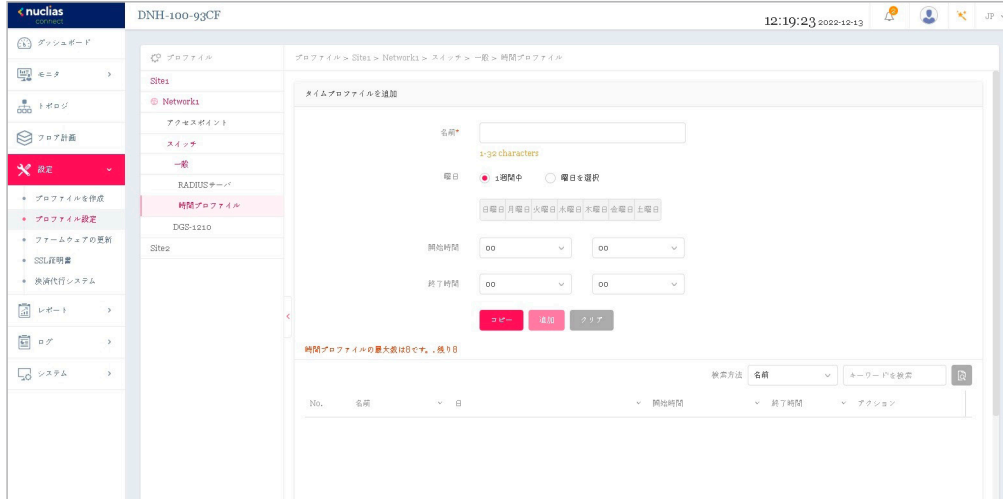 nuclias
connect
DNH-100-93CF
12:19:23 2022-12-13
JP
ダッシュボード
モニタ
トポロジ
フロア計画
設定
プロファイルを作成
プロファイル設定
ファームウェアの更新
SSL証明書
決済代行システム
レポート
ログ
システム
プロファイル
Site1
Network1
アクセスポイント
スイッチ
一般
RADIUSサーバ
時間プロファイル
DGS-1210
Site2
プロファイル > Site1 > Network1 > スイッチ > 一般 > 時間プロファイル
タイムプロファイルを追加
名前*
1-32 characters
曜日 1週間中 曜日を選択
日曜日 月曜日 火曜日 水曜日 木曜日 金曜日 土曜日
開始時間 00 00
終了時間 00 00
コピー 追加 クリア
時間プロファイルの最大数は8です。. 残り8
検索方法 名前 キーワードを検索
No. 名前 日 開始時間 終了時間 アクション